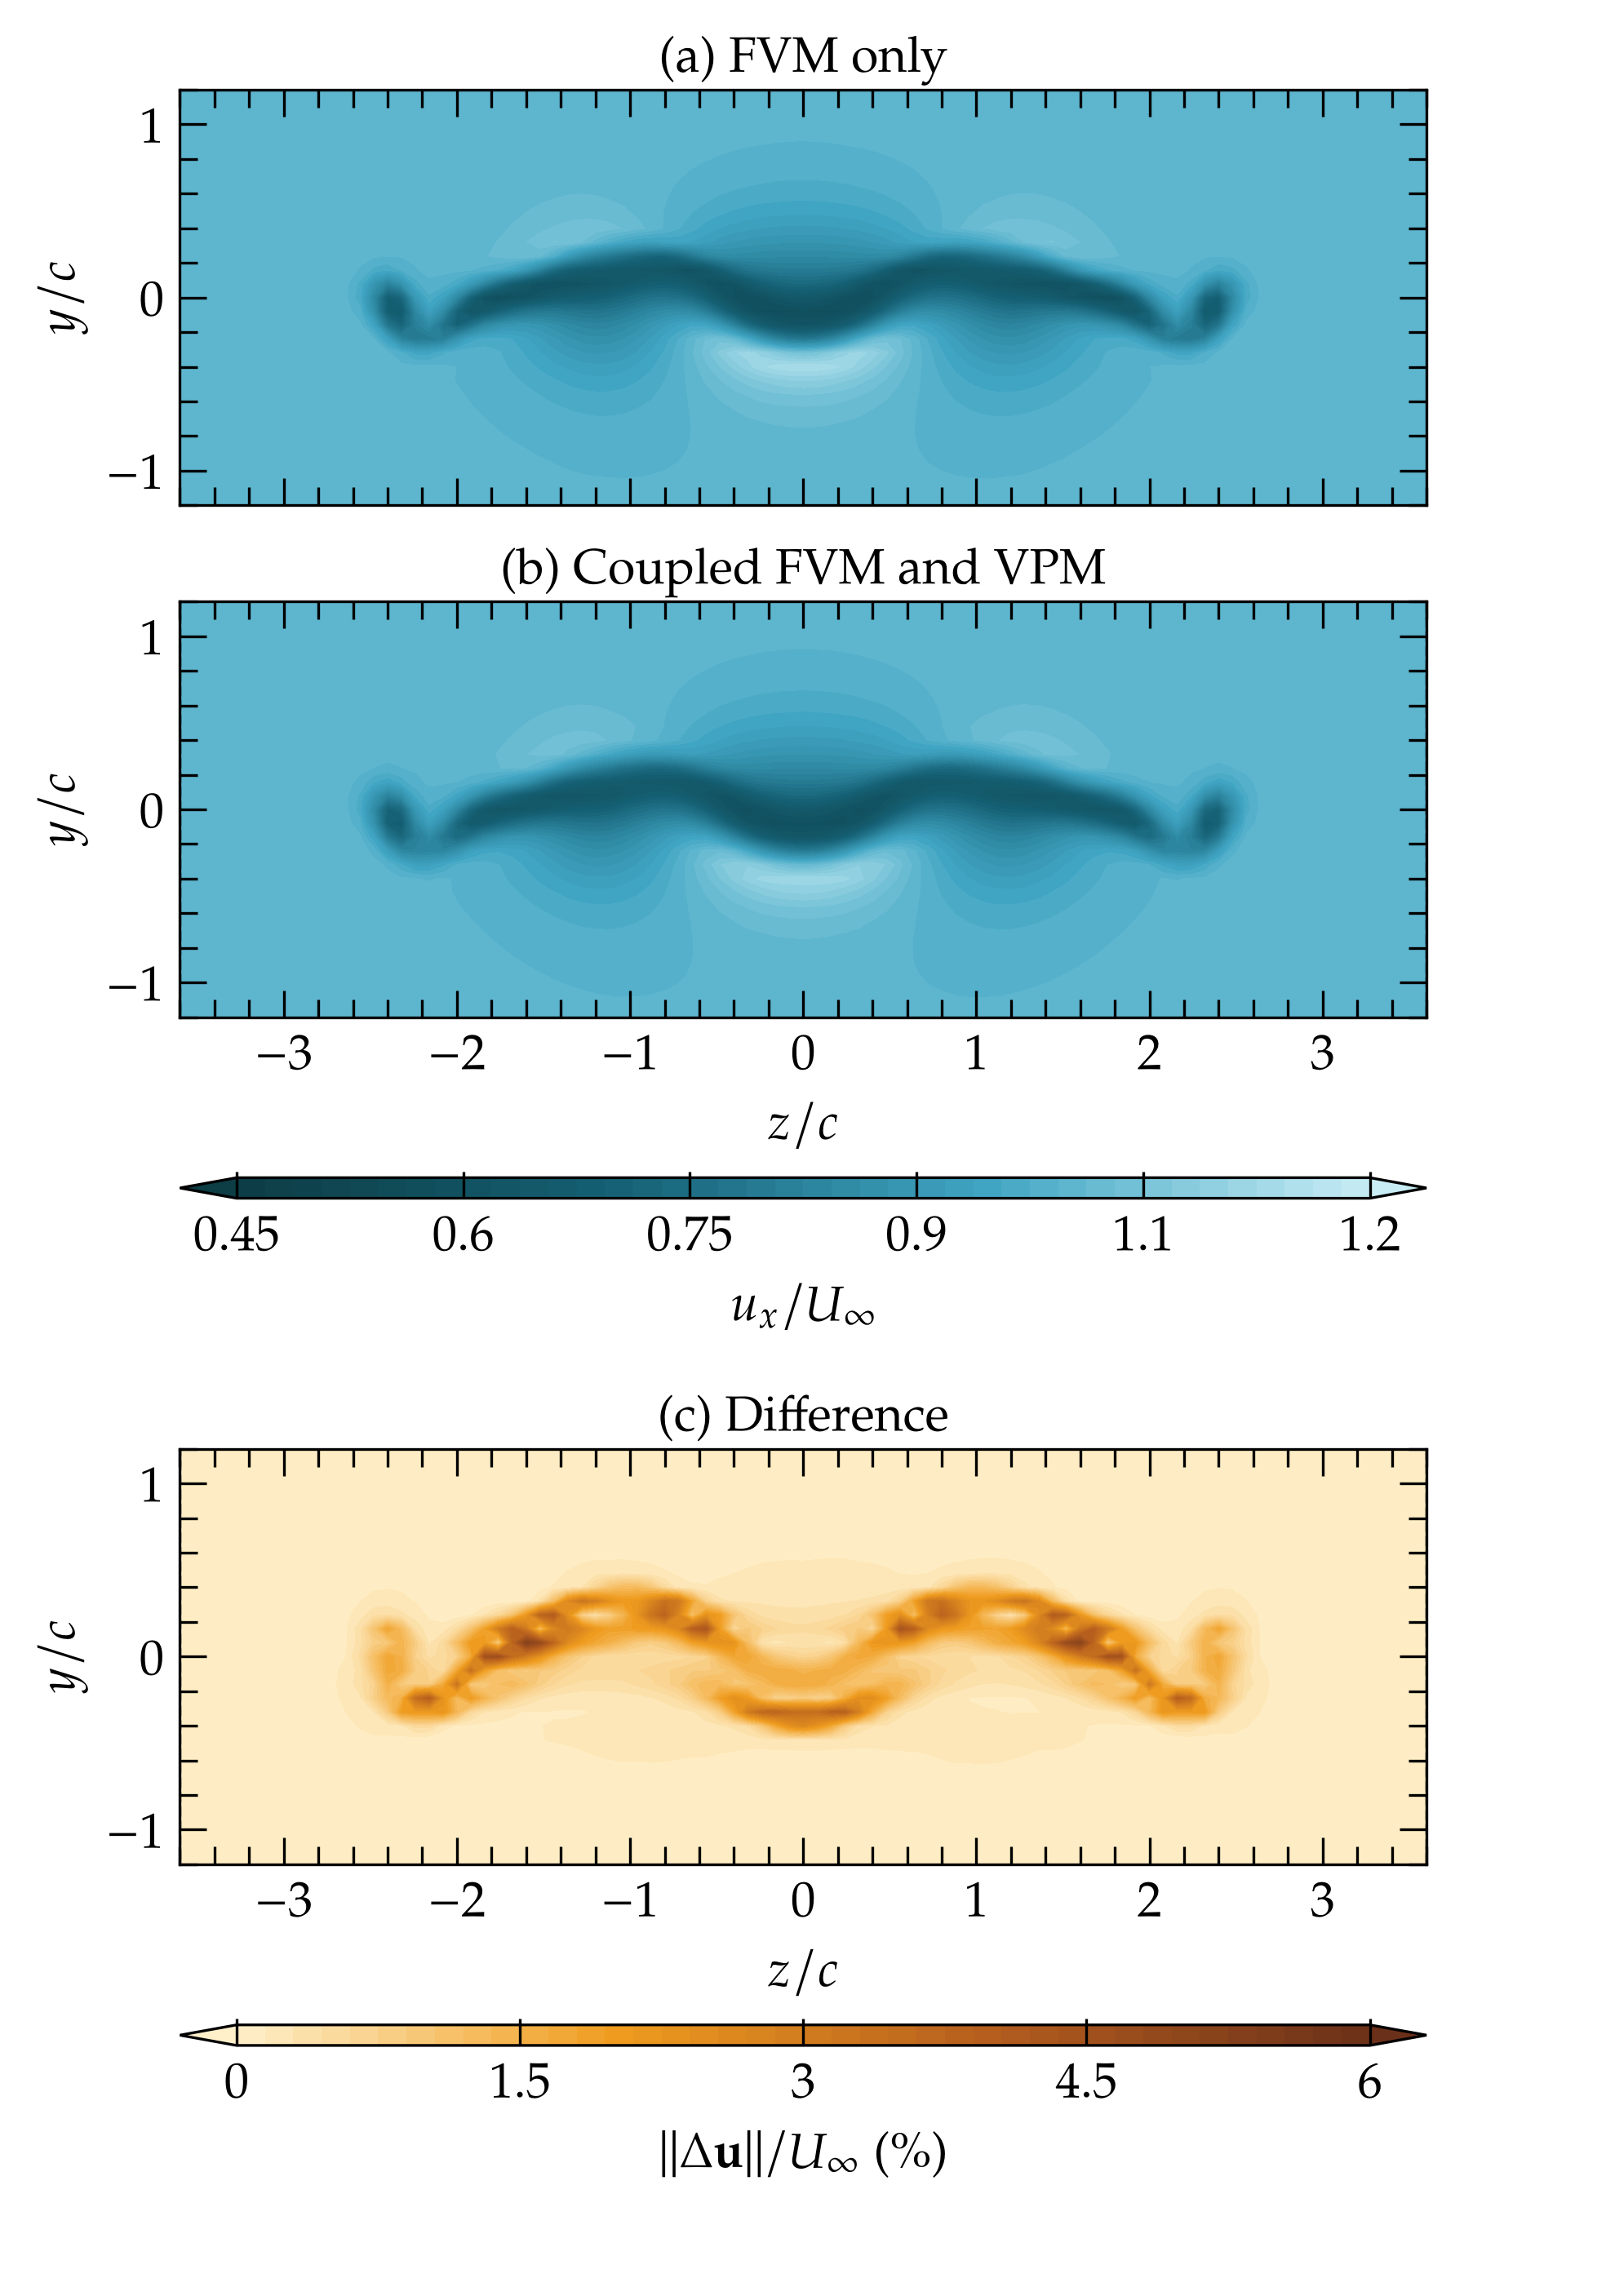 (a) FVM only
1
0
−1
y/c
(b) Coupled FVM and VPM
1
0
−1
y/c
−3 −2 −1 0 1 2 3
z/c
0.45 0.6 0.75 0.9 1.1 1.2
u_x/U_∞
(c) Difference
1
0
−1
y/c
−3 −2 −1 0 1 2 3
z/c
0 1.5 3 4.5 6
||Δ𝐮||/U_∞ (%)